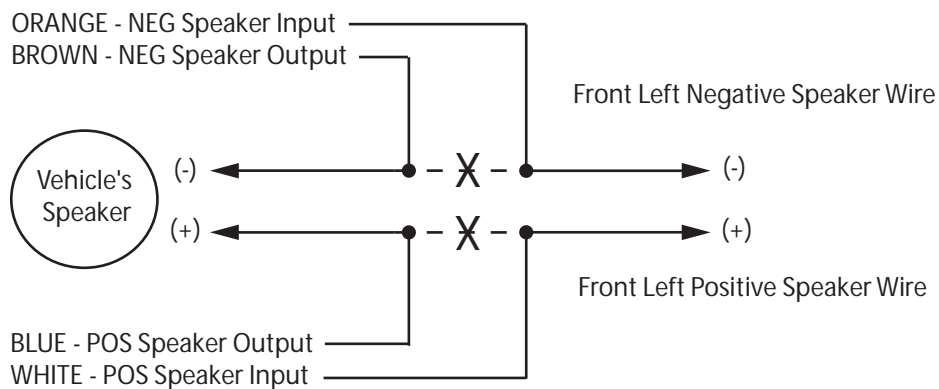 ORANGE - NEG Speaker Input
BROWN - NEG Speaker Output
Front Left Negative Speaker Wire
Vehicle's
Speaker
(-)
X
(-)
(+)
X
(+)
Front Left Positive Speaker Wire
BLUE - POS Speaker Output
WHITE - POS Speaker Input